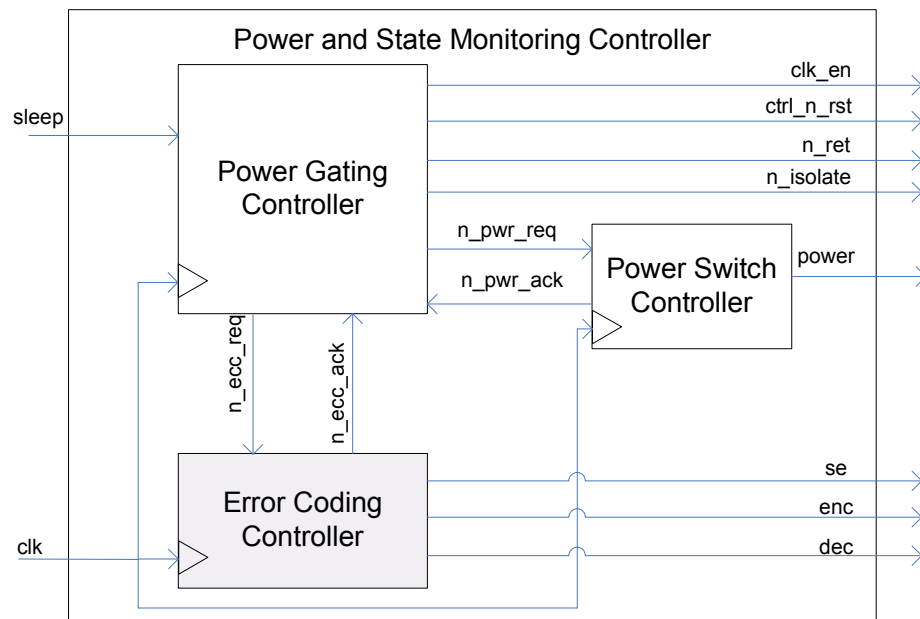 Power and State Monitoring Controller
clk_en
sleep
ctrl_n_rst
Power Gating
Controller
n_ret
n_isolate
n_pwr_req
n_pwr_ack
Power Switch
Controller
power
n_ecc_req
n_ecc_ack
Error Coding
Controller
se
enc
dec
clk